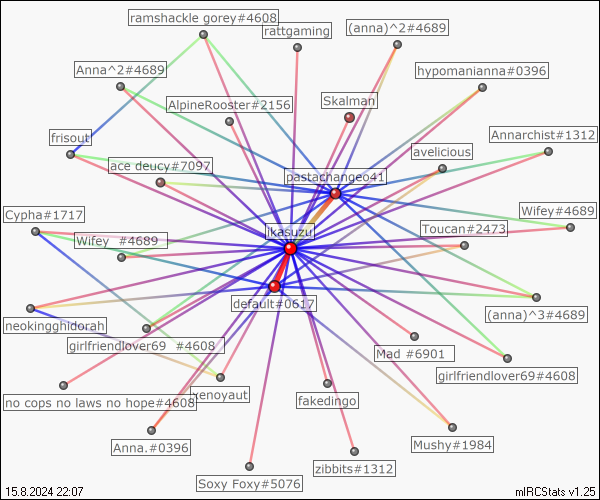 ramshackle gorey#4608
rattgaming
(anna)^2#4689
Anna^2#4689
hypomanianna#0396
AlpineRooster#2156
Skalman
frisout
Annarchist#1312
avelicious
ace deucy#7097
pastachangeo41
Cypha#1717
Wifey#4689
Toucan#2473
likasuzu
Wifey #4689
default#0617
neokingghidorah
(anna)^3#4689
girlfriendlover69 #4608
Mad #6901
girlfriendlover69#4608
no cops no laws no hope#4608
xenoyaut
fakedingo
Anna.#0396
Mushy#1984
zibbits#1312
Soxy Foxy#5076
15.8.2024 22:07
mIRCStats v1.25